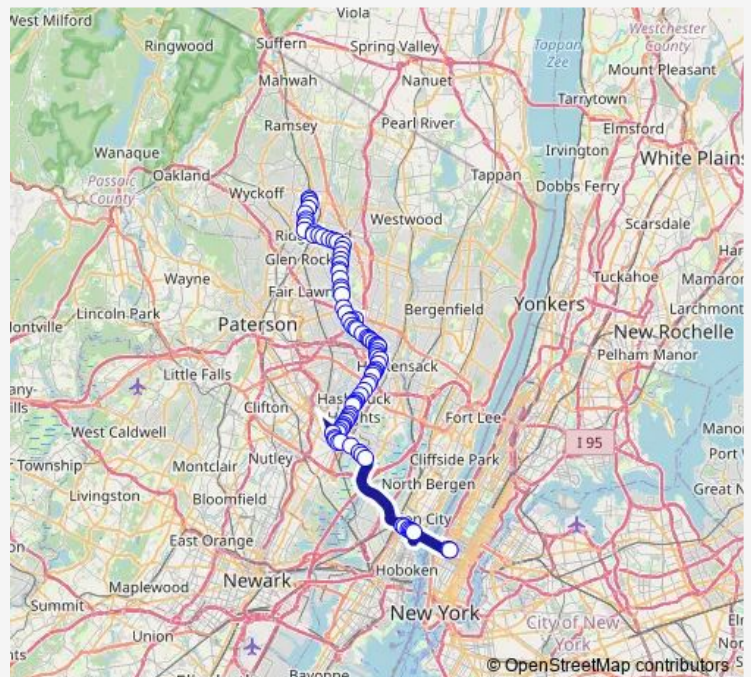 West Milford
Viola
Ringwood
Suffern
Spring Valley
Westchester
County
Tappan
Zee
Mount Pleasant
Mahwah
Nanuet
Tarrytown
Ramsey
Pearl River
Elmsford
Wanaque
Irvington
White Plains
Passaic
County
Oakland
Tappan
Dobbs Ferry
Wyckoff
Westwood
Scarsdale
Glen Rock
Wayne
Tuckahoe
Fair Lawn
Bergenfield
Yonkers
Larchmont
Lincoln Park
Paterson
New Rochelle
Pelham Manor
Little Falls
Clifton
Fort Lee
West Caldwell
I 95
Nutley
Cliffside Park
Township
Montclair
North Bergen
Livingston
Bloomfield
City
East Orange
Hoboken
Newark
Maplewood
Summit
New York
City of New
York
Union
Bayonne
© OpenStreetMap contributors